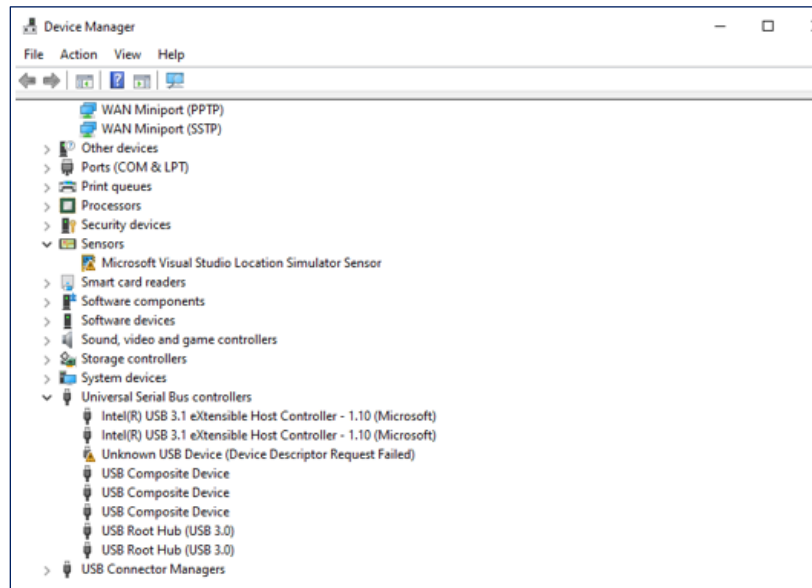 Device Manager
File Action View Help
WAN Miniport (PPTP)
WAN Miniport (SSTP)
Other devices
Ports (COM & LPT)
Print queues
Processors
Security devices
Sensors
Microsoft Visual Studio Location Simulator Sensor
Smart card readers
Software components
Software devices
Sound, video and game controllers
Storage controllers
System devices
Universal Serial Bus controllers
Intel(R) USB 3.1 eXtensible Host Controller - 1.10 (Microsoft)
Intel(R) USB 3.1 eXtensible Host Controller - 1.10 (Microsoft)
Unknown USB Device (Device Descriptor Request Failed)
USB Composite Device
USB Composite Device
USB Composite Device
USB Root Hub (USB 3.0)
USB Root Hub (USB 3.0)
USB Connector Managers